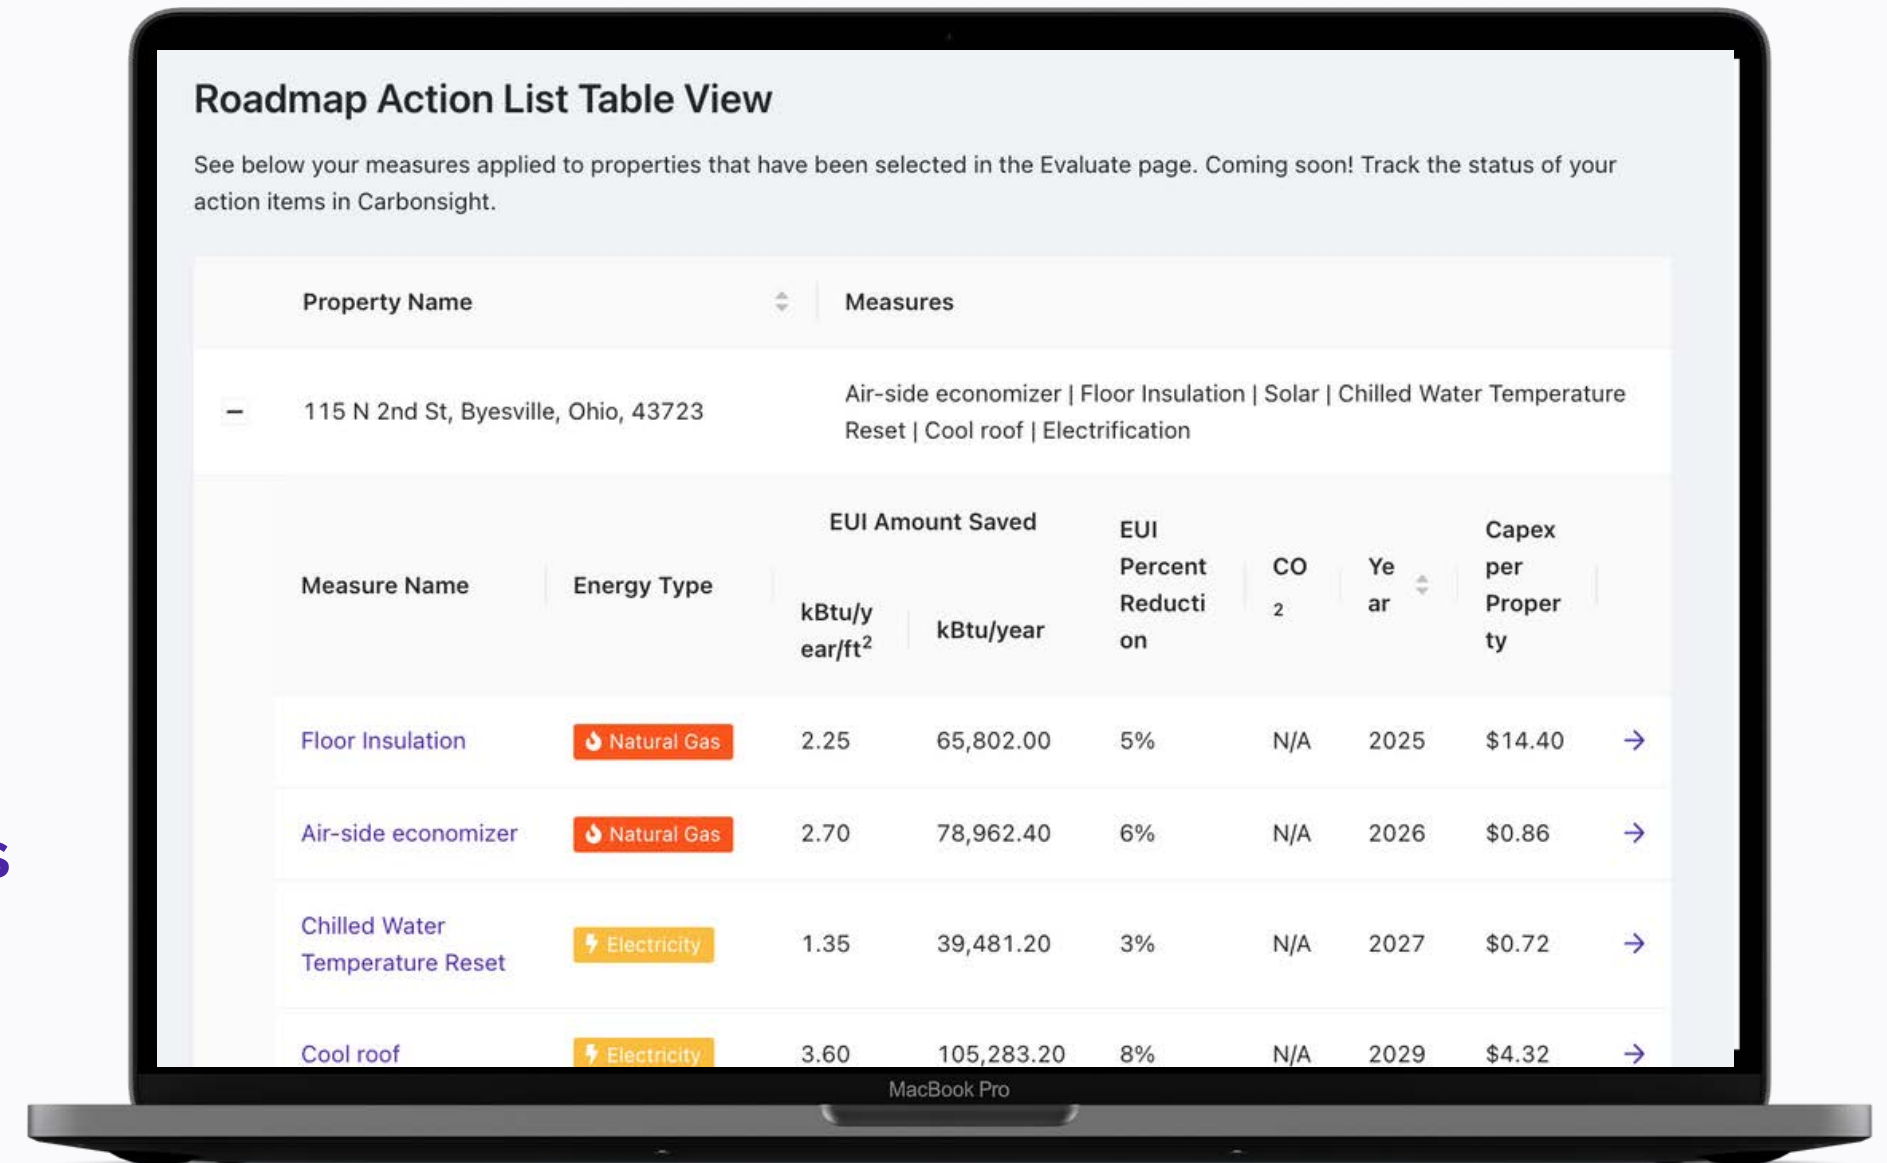 Roadmap Action List Table View
See below your measures applied to properties that have been selected in the Evaluate page. Coming soon! Track the status of your
action items in Carbonsight.
Property Name Measures
115 N 2nd St, Byesville, Ohio, 43723
Air-side economizer | Floor Insulation | Solar | Chilled Water Temperature
Reset | Cool roof | Electrification
Measure Name
Energy Type
EUI Amount Saved
kBtu/y
ear/ft²
kBtu/year
EUI
Percent
Reducti
on
CO
2
Ye
ar
Capex
per
Proper
ty
Floor Insulation Natural Gas 2.25 65,802.00 5% N/A 2025 $14.40
Air-side economizer Natural Gas 2.70 78,962.40 6% N/A 2026 $0.86
Chilled Water
Temperature Reset
Electricity 1.35 39,481.20 3% N/A 2027 $0.72
Cool roof Electricity 3.60 105,283.20 8% N/A 2029 $4.32
s
MacBook Pro